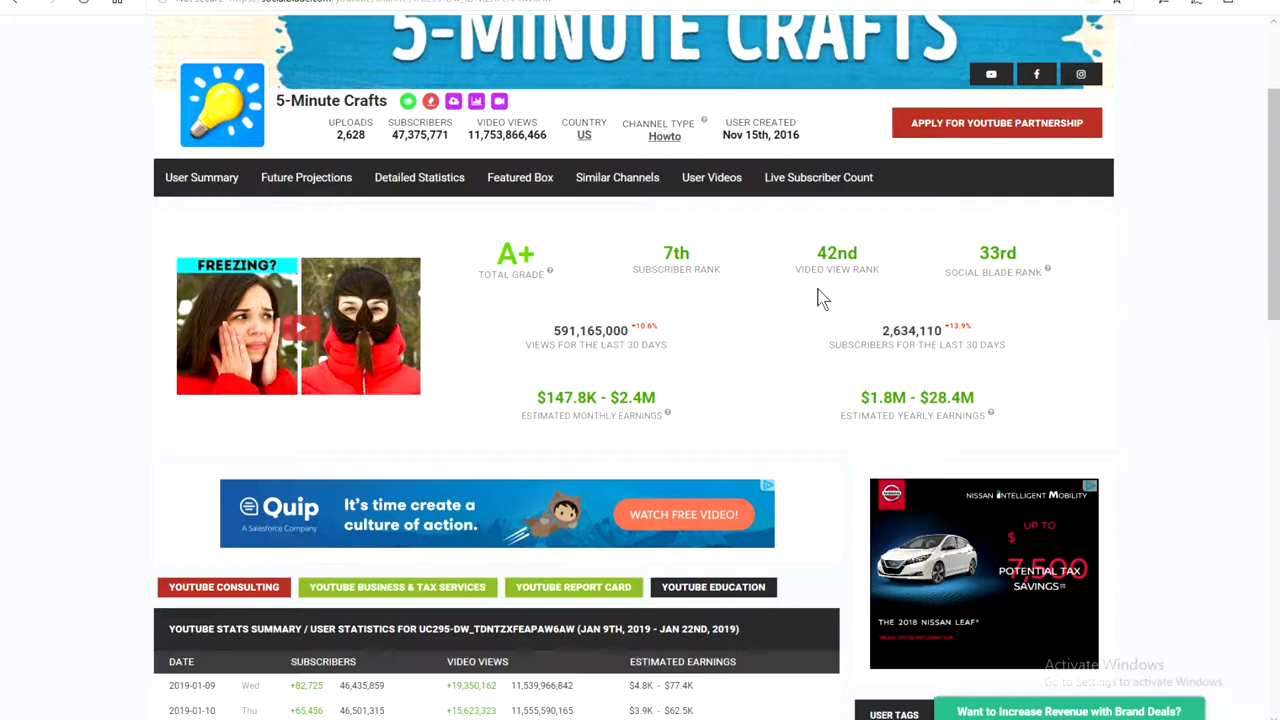 5-MINUTE CRAFTS
5-Minute Crafts
UPLOADS
2,628
SUBSCRIBERS
47,375,771
VIDEO VIEWS
11,753,866,466
COUNTRY
US
CHANNEL TYPE
Howto
USER CREATED
Nov 15th, 2016
APPLY FOR YOUTUBE PARTNERSHIP
User Summary
Future Projections
Detailed Statistics
Featured Box
Similar Channels
User Videos
Live Subscriber Count
FREEZING?
A+
TOTAL GRADE
7th
SUBSCRIBER RANK
42nd
VIDEO VIEW RANK
33rd
SOCIAL BLADE RANK
591,165,000 10.6%
VIEWS FOR THE LAST 30 DAYS
2,634,110 13.9%
SUBSCRIBERS FOR THE LAST 30 DAYS
$147.8K - $2.4M
ESTIMATED MONTHLY EARNINGS
$1.8M - $28.4M
ESTIMATED YEARLY EARNINGS
Quip
A Salesforce Company
It's time create a
culture of action.
WATCH FREE VIDEO!
NISSAN INTELLIGENT MOBILITY
UP TO
$
7,500
POTENTIAL TAX
SAVINGS
THE 2018 NISSAN LEAF
YOUTUBE CONSULTING
YOUTUBE BUSINESS & TAX SERVICES
YOUTUBE REPORT CARD
YOUTUBE EDUCATION
YOUTUBE STATS SUMMARY / USER STATISTICS FOR UC295-DW_TDNTZXFEAPAW6AW (JAN 9TH, 2019 - JAN 22ND, 2019)
DATE SUBSCRIBERS VIDEO VIEWS ESTIMATED EARNINGS
2019-01-09 Wed +82,725 46,435,859 +19,350,162 11,539,966,842 $4.8K - $77.4K
2019-01-10 Thu +65,456 46,501,315 +15,623,323 11,555,590,165 $3.9K - $62.5K
Activate Windows
Go to Settings to activate Windows.
USER TAGS
Want to Increase Revenue with Brand Deals?